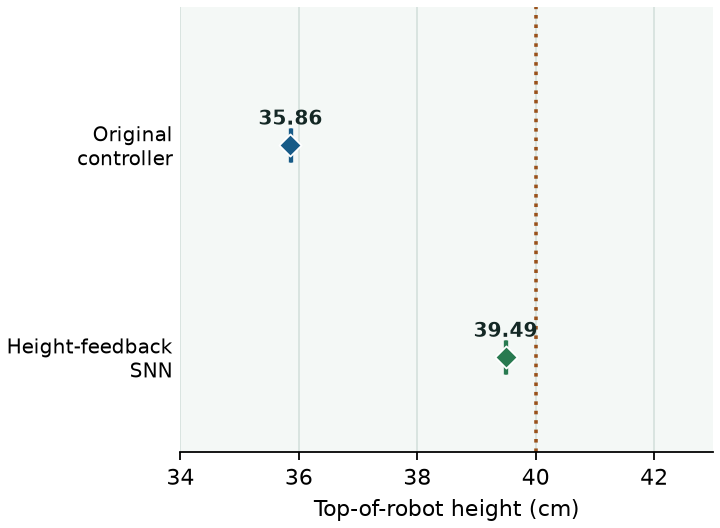 35.86
Original
controller
39.49
Height-feedback
SNN
34 36 38 40 42
Top-of-robot height (cm)